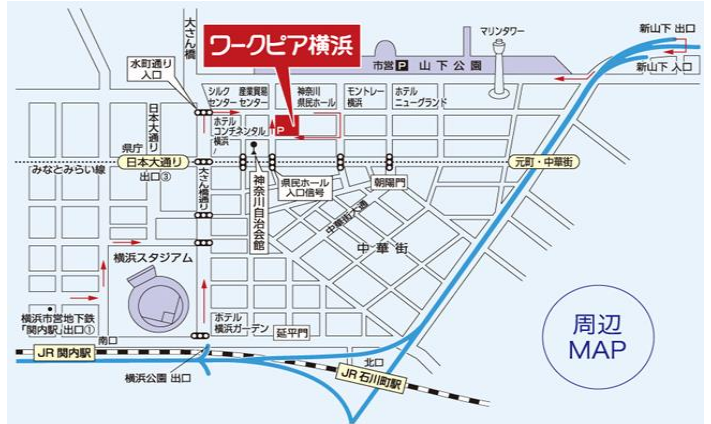 大さん橋
ワークピア横浜
マリンタワー
新山下 出口
新山下 入口
市営 P 山下公園
水町通り
入口
シルク
センター
産業貿易
センター
神奈川
県民ホール
モントレー
横浜
ホテル
ニューグランド
日本大通り
ホテル
コンチネンタル
横浜
P
県庁
日本大通り
出口③
みなとみらい線
元町・中華街
大さん橋通り
神奈川自治会館
県民ホール
入口信号
朝陽門
中華街大通
中華街
横浜スタジアム
横浜市営地下鉄
「関内駅」出口①
南口
ホテル
横浜ガーデン
延平門
JR 関内駅
横浜公園 出口
北口
JR 石川町駅
周辺
MAP